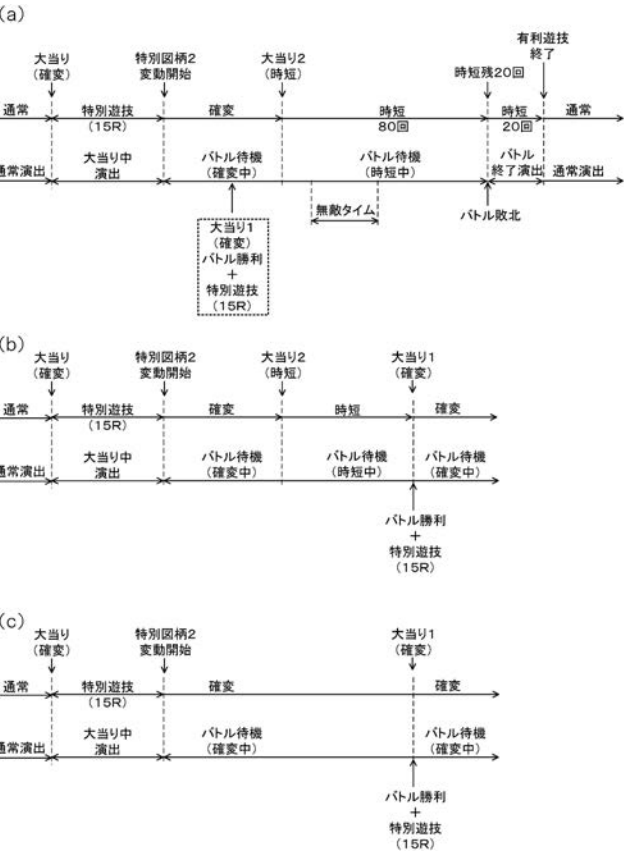 (a)
有利遊技
終了
大当り
(確変)
特別図柄2
変動開始
大当り2
(時短)
時短残20回
通常
特別遊技
(15R)
確変
時短
80回
時短
20回
通常
通常演出
大当り中
演出
バトル待機
(確変中)
バトル待機
(時短中)
バトル
終了演出
通常演出
無敵タイム
バトル敗北
大当り1
(確変)
バトル勝利
+
特別遊技
(15R)
(b)
大当り
(確変)
特別図柄2
変動開始
大当り2
(時短)
大当り1
(確変)
通常
特別遊技
(15R)
確変
時短
確変
通常演出
大当り中
演出
バトル待機
(確変中)
バトル待機
(時短中)
バトル待機
(確変中)
バトル勝利
+
特別遊技
(15R)
(c)
大当り
(確変)
特別図柄2
変動開始
大当り1
(確変)
通常
特別遊技
(15R)
確変
確変
通常演出
大当り中
演出
バトル待機
(確変中)
バトル待機
(確変中)
バトル勝利
+
特別遊技
(15R)